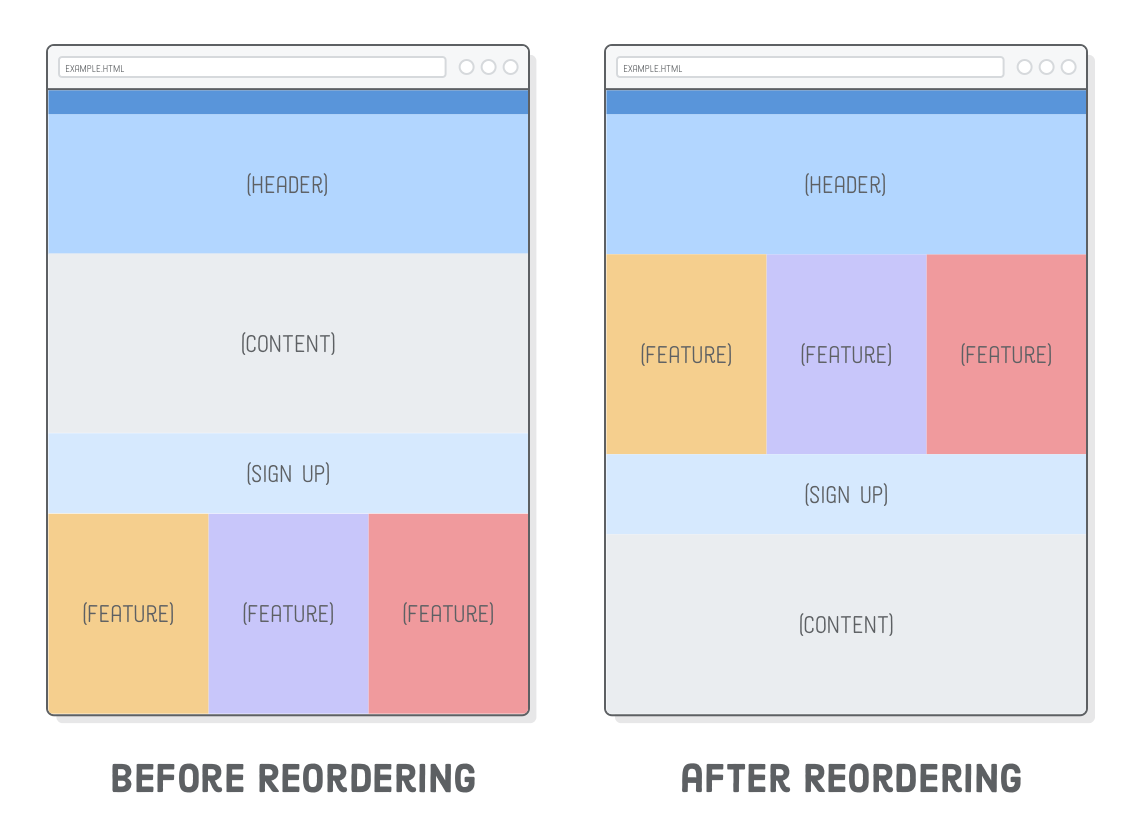 EXAMPLE.HTML
(HEADER)
(CONTENT)
(SIGN UP)
(FEATURE) (FEATURE) (FEATURE)
BEFORE REORDERING
EXAMPLE.HTML
(HEADER)
(FEATURE) (FEATURE) (FEATURE)
(SIGN UP)
(CONTENT)
AFTER REORDERING